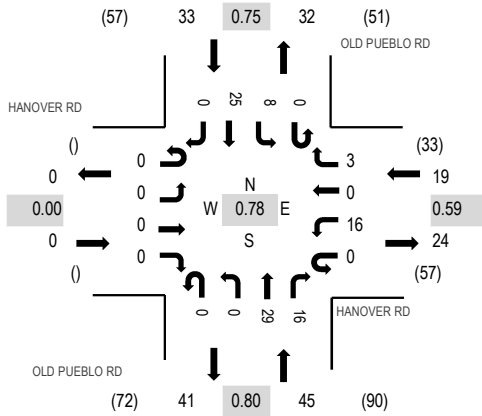 (57) 33 0.75 32 (51)
OLD PUEBLO RD
0 25 8 0
HANOVER RD
() 0 3 (33)
0 0 0 19
N
0.00 0 W 0.78 E 16 0.59
S
0 0 0 24
() (57)
0 0 29 16
HANOVER RD
OLD PUEBLO RD
(72) 41 0.80 45 (90)